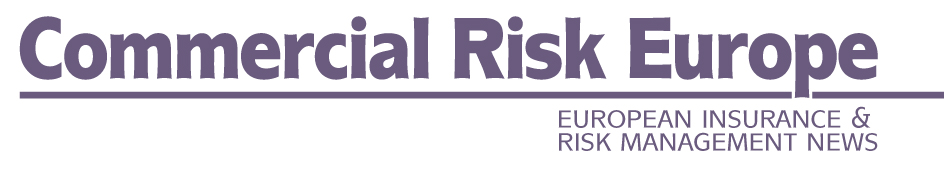 Commercial Risk Europe
EUROPEAN INSURANCE &
RISK MANAGEMENT NEWS